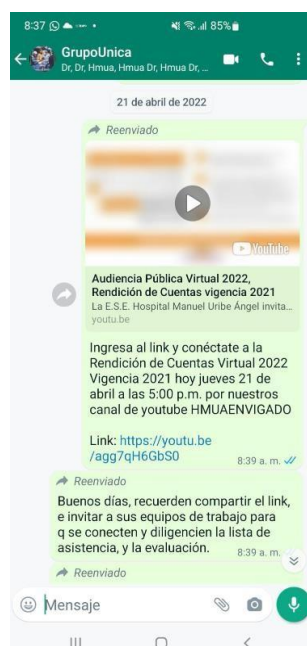 8:37
85%
GrupoUnica
Dr, Dr, Hmua, Hmua Dr, Hmua Dr, ...
21 de abril de 2022
Reenviado
YouTube
Audiencia Pública Virtual 2022,
Rendición de Cuentas vigencia 2021
La E.S.E. Hospital Manuel Uribe Ángel invita...
youtu.be
Ingresa al link y conéctate a la
Rendición de Cuentas Virtual 2022
Vigencia 2021 hoy jueves 21 de
abril a las 5:00 p.m. por nuestros
canal de youtube HMUAENVIGADO
Link: https://youtu.be
/agg7qH6GbS0
8:39 a. m.
Reenviado
Buenos días, recuerden compartir el link,
e invitar a sus equipos de trabajo para
q se conecten y diligencien la lista de
asistencia, y la evaluación.
8:39 a. m.
Reenviado
Mensaje